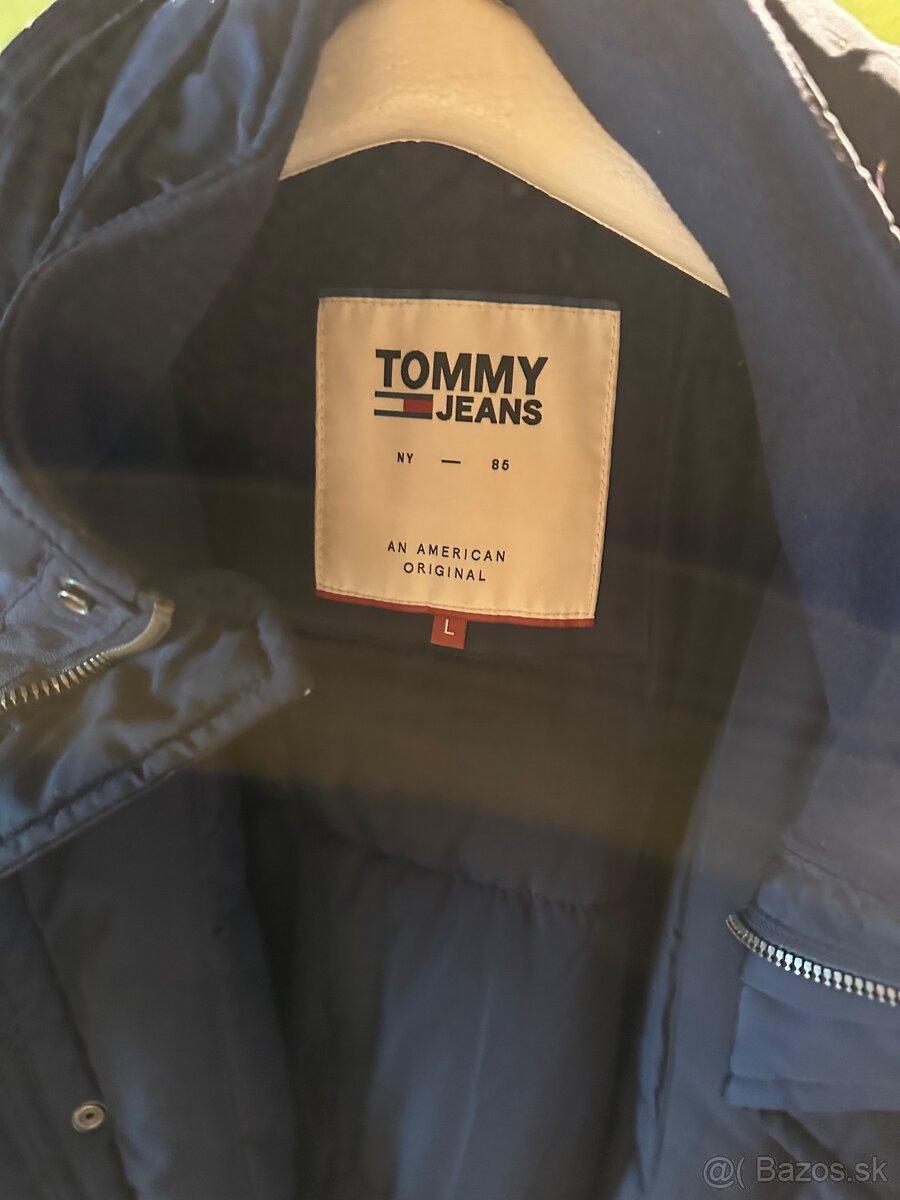 TOMMY
JEANS
NY — 85
AN AMERICAN
ORIGINAL
L
@( Bazos.sk